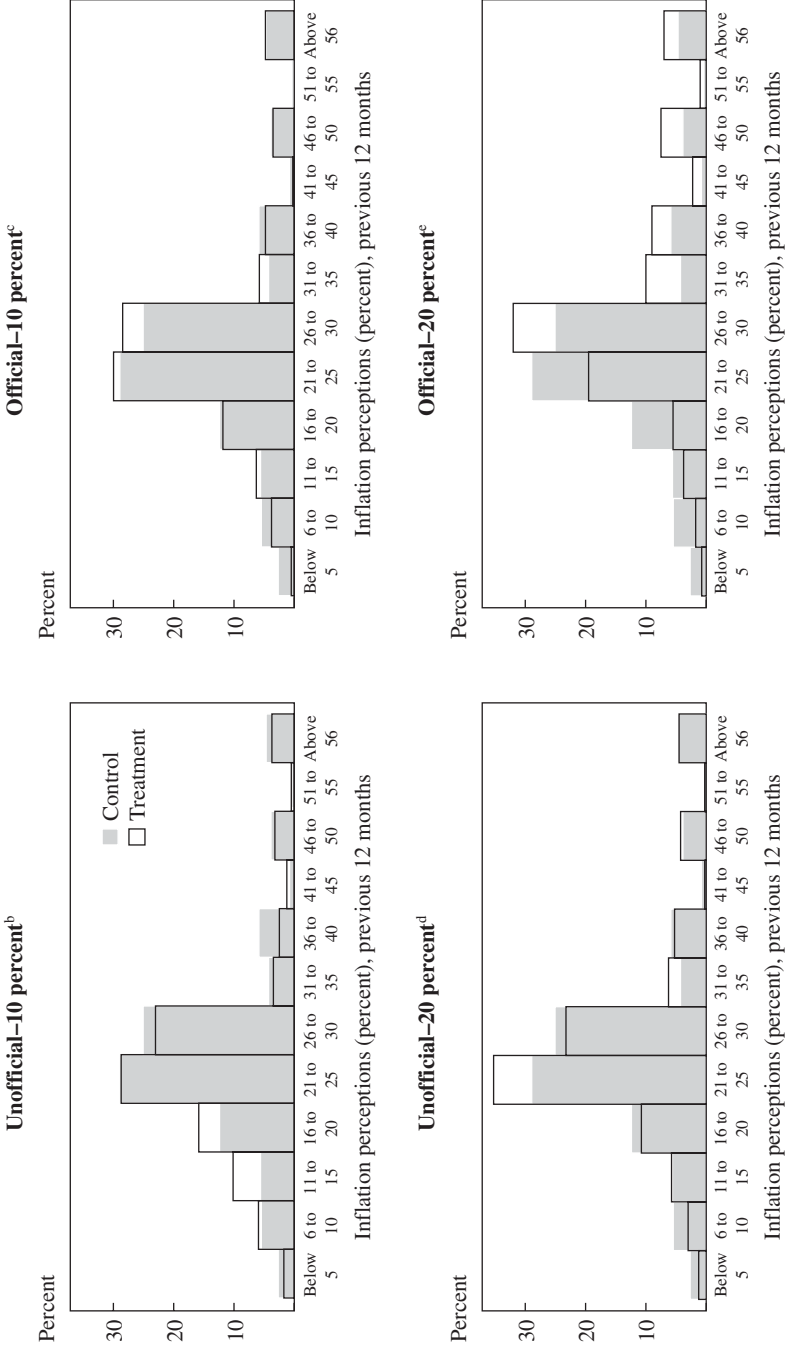 Unofficial–10 percentᵇ
Percent
30
20
10
Control
Treatment
Below 6 to 11 to 16 to 21 to 26 to 31 to 36 to 41 to 46 to 51 to Above
5 10 15 20 25 30 35 40 45 50 55 56
Inflation perceptions (percent), previous 12 months
Official–10 percentᶜ
Percent
30
20
10
Below 6 to 11 to 16 to 21 to 26 to 31 to 36 to 41 to 46 to 51 to Above
5 10 15 20 25 30 35 40 45 50 55 56
Inflation perceptions (percent), previous 12 months
Unofficial–20 percentᵈ
Percent
30
20
10
Below 6 to 11 to 16 to 21 to 26 to 31 to 36 to 41 to 46 to 51 to Above
5 10 15 20 25 30 35 40 45 50 55 56
Inflation perceptions (percent), previous 12 months
Official–20 percentᵉ
Percent
30
20
10
Below 6 to 11 to 16 to 21 to 26 to 31 to 36 to 41 to 46 to 51 to Above
5 10 15 20 25 30 35 40 45 50 55 56
Inflation perceptions (percent), previous 12 months